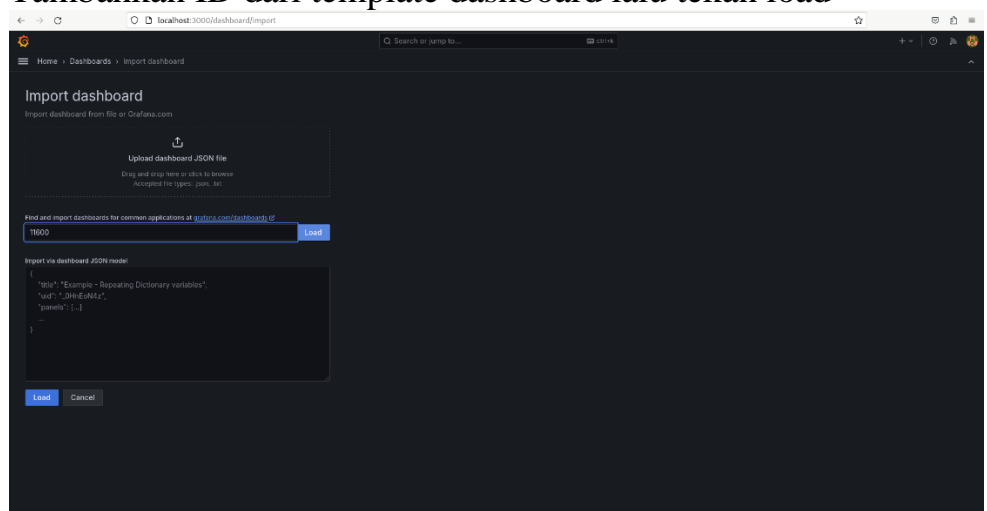 Tambahkan ID dari template dashboard lalu tekan load
localhost:3000/dashboard/import
Search or jump to...
ctrl+k
Home › Dashboards › Import dashboard
Import dashboard
Import dashboard from file or Grafana.com
Upload dashboard JSON file
Drag and drop here or click to browse
Accepted file types: .json, .txt
Find and import dashboards for common applications at grafana.com/dashboards
11600
Load
Import via dashboard JSON model
{
"title": "Example - Repeating Dictionary variables",
"uid": "_0HnEoN4z",
"panels": [...]
...
}
Load
Cancel